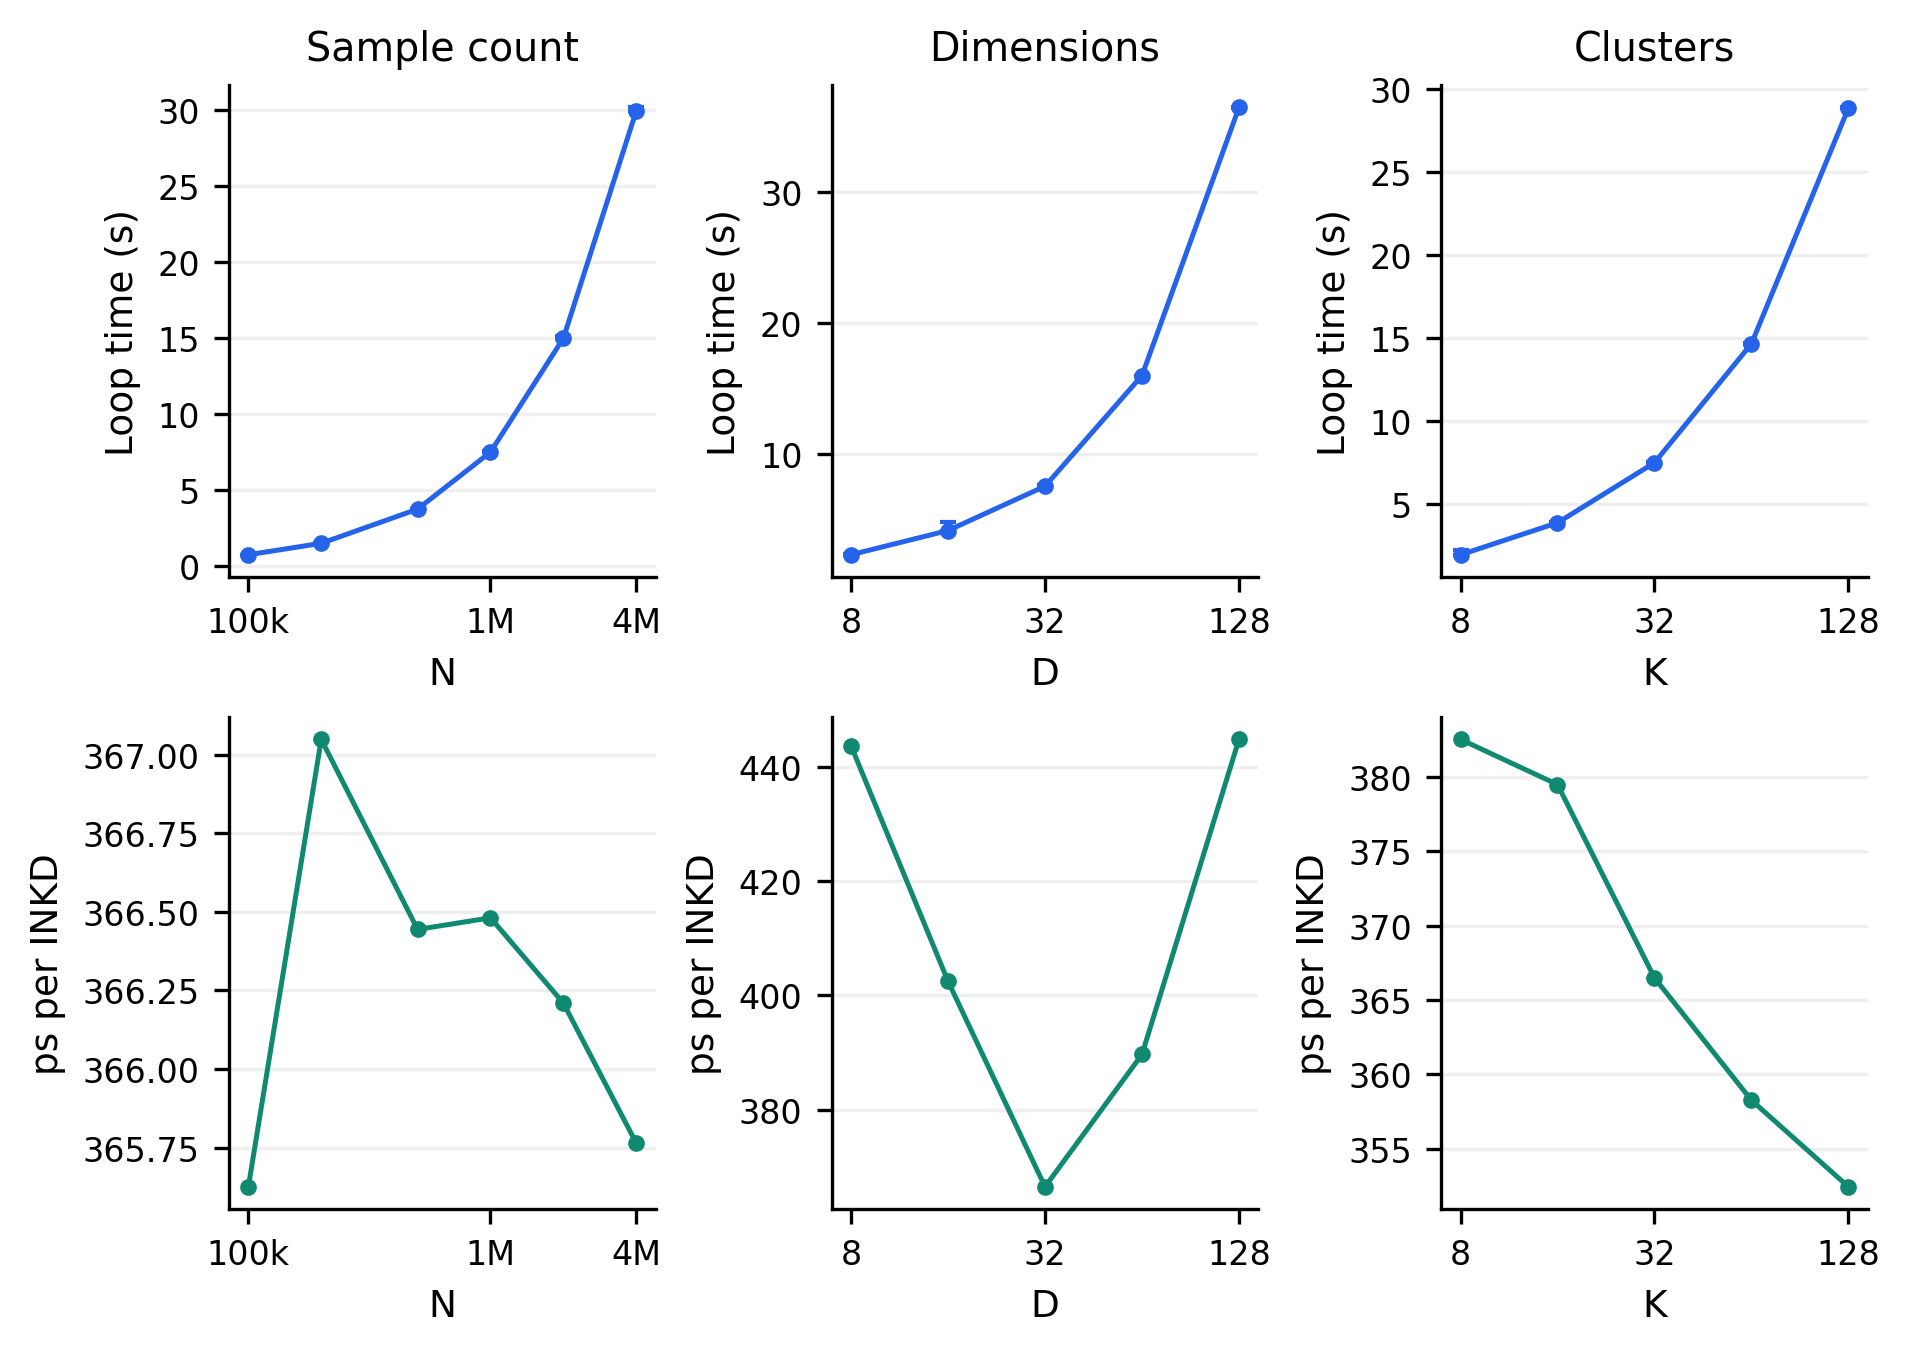 Sample count
Loop time (s)
30
25
20
15
10
5
0
100k 1M 4M
N
Dimensions
Loop time (s)
30
20
10
8 32 128
D
Clusters
Loop time (s)
30
25
20
15
10
5
8 32 128
K
ps per INKD
367.00
366.75
366.50
366.25
366.00
365.75
100k 1M 4M
N
ps per INKD
440
420
400
380
8 32 128
D
ps per INKD
380
375
370
365
360
355
8 32 128
K